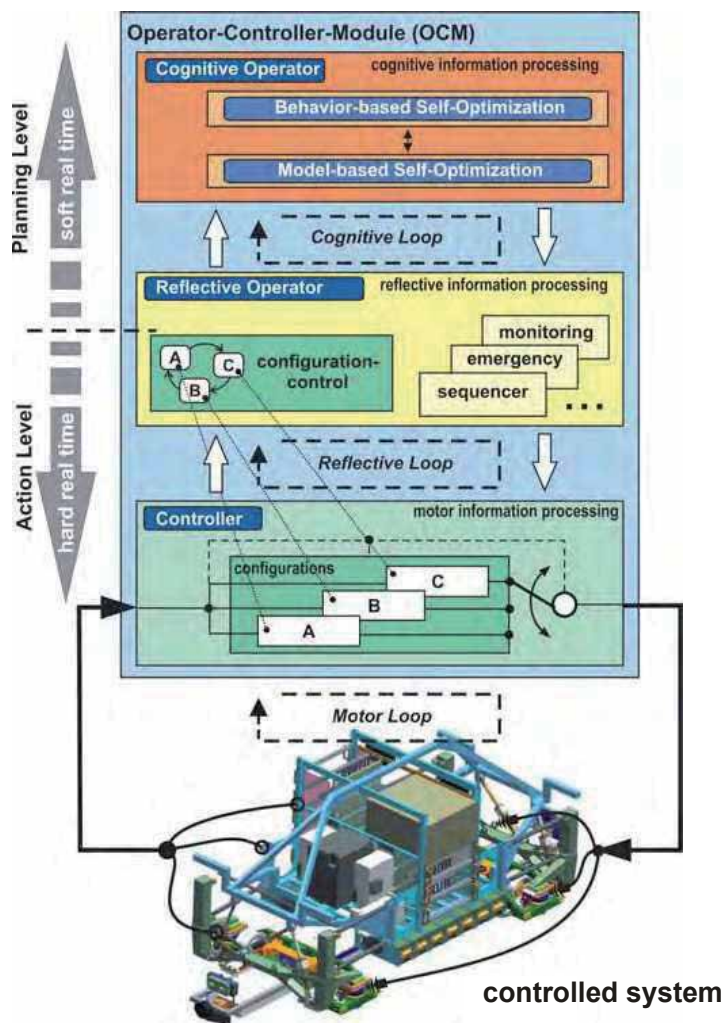 Operator-Controller-Module (OCM)
Cognitive Operator
cognitive information processing
Behavior-based Self-Optimization
Model-based Self-Optimization
Planning Level
soft real time
Cognitive Loop
Reflective Operator
reflective information processing
A
C
B
configuration-
control
monitoring
emergency
sequencer
...
Action Level
hard real time
Reflective Loop
Controller
motor information processing
configurations
C
B
A
Motor Loop
controlled system